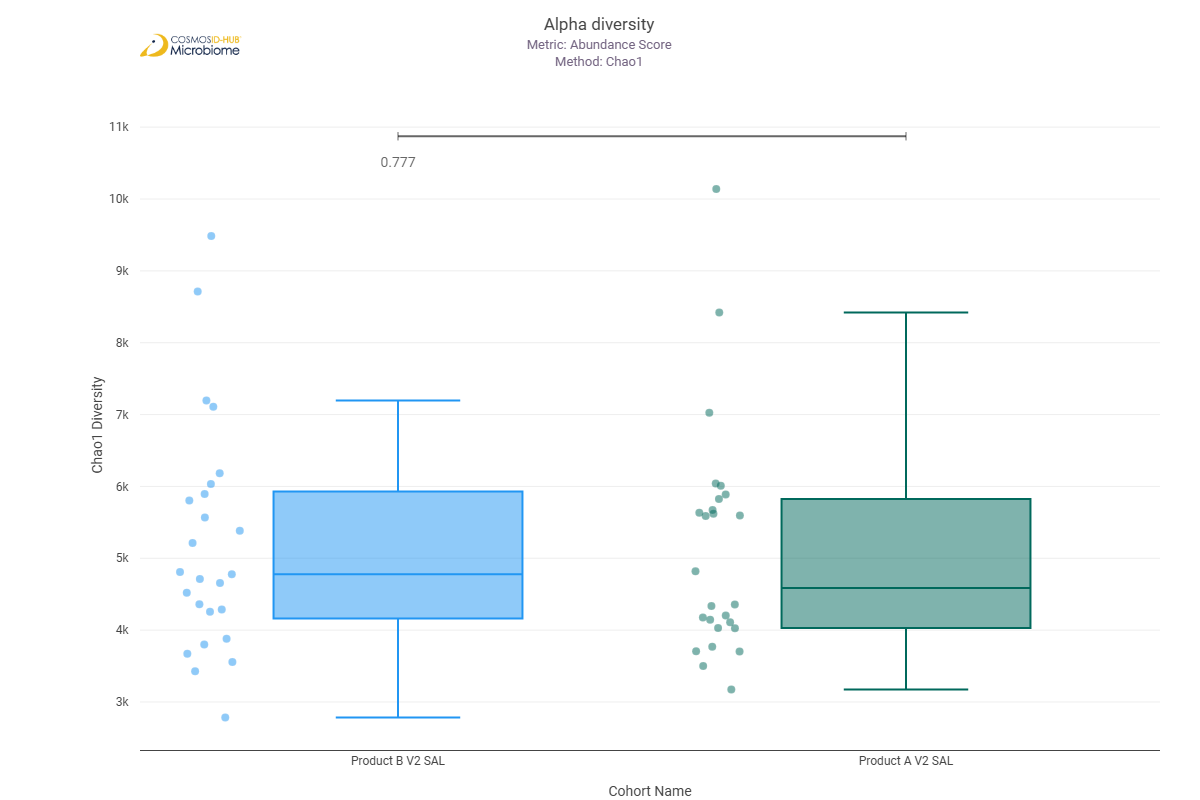 Alpha diversity
Metric: Abundance Score
Method: Chao1
COSMOSID-HUB
Microbiome
11k
0.777
10k
9k
8k
7k
6k
5k
4k
3k
Chao1 Diversity
Product B V2 SAL
Product A V2 SAL
Cohort Name